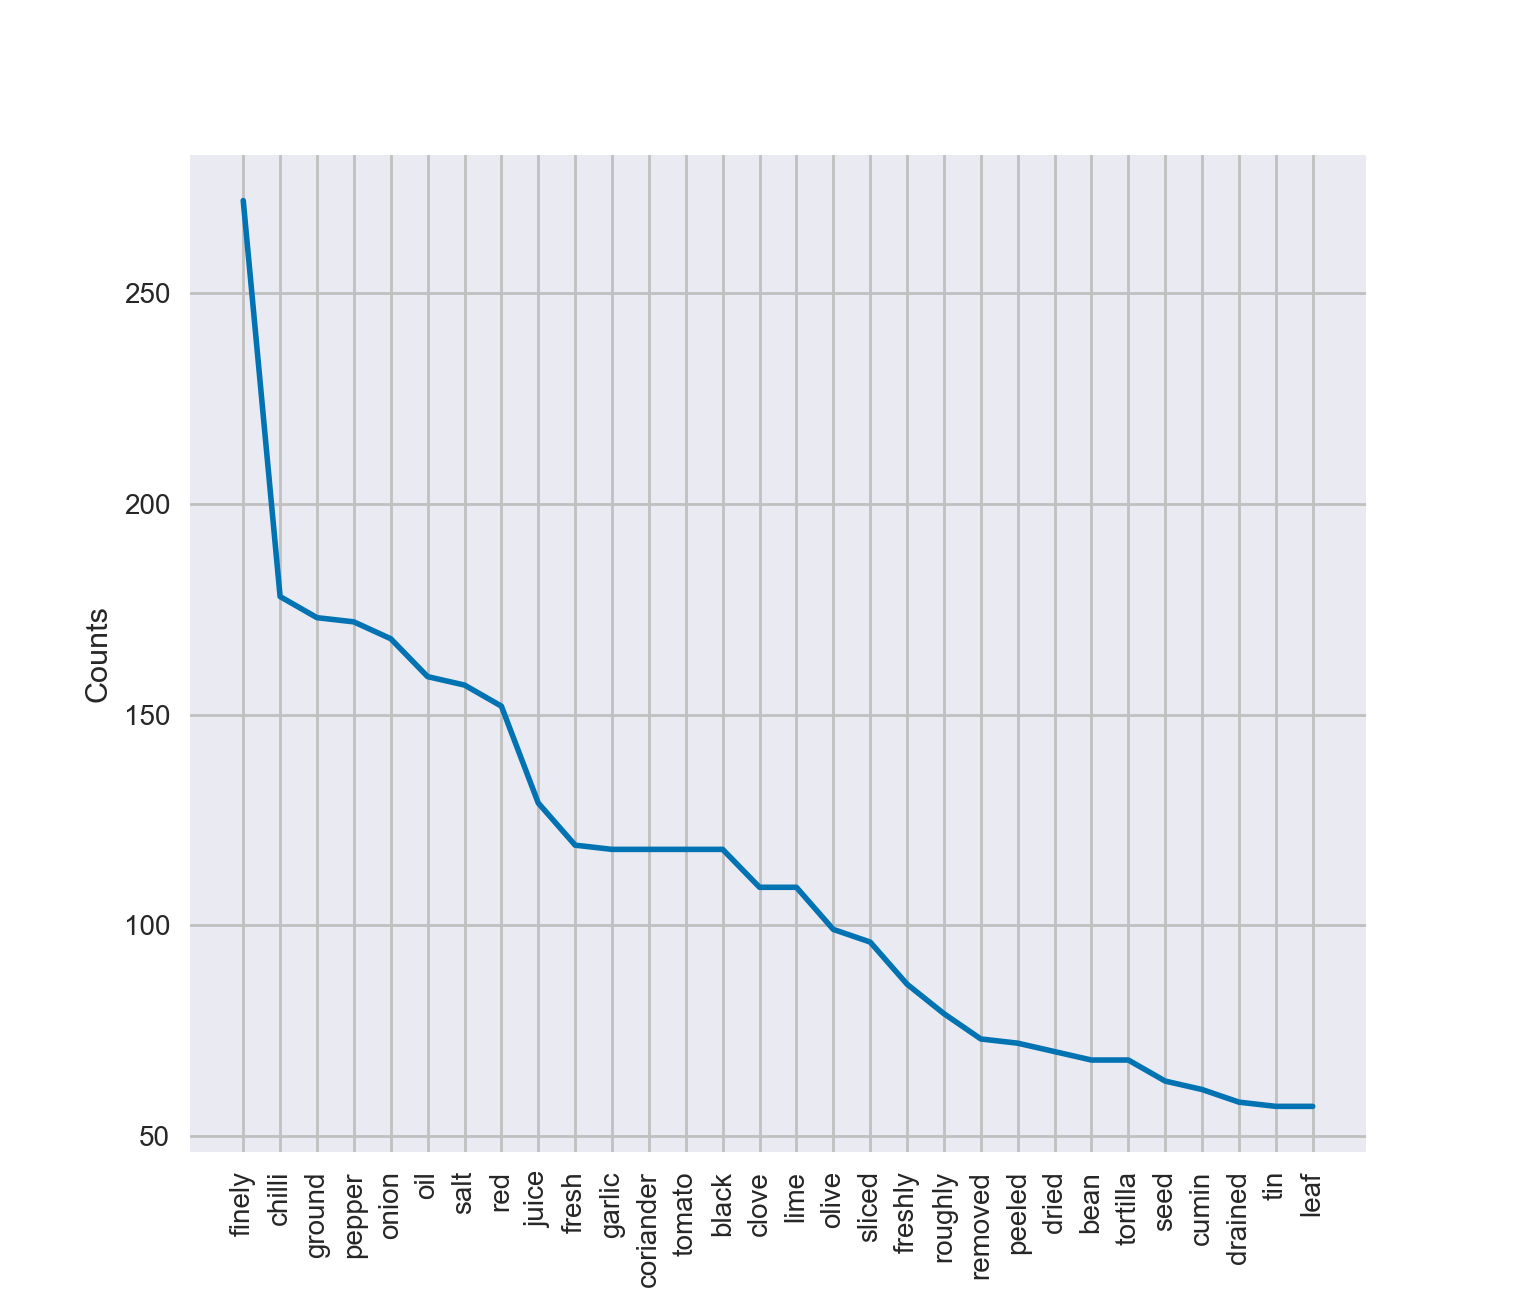 250
200
150
100
50
Counts
finely
chilli
ground
pepper
onion
oil
salt
red
juice
fresh
garlic
coriander
tomato
black
clove
lime
olive
sliced
freshly
roughly
removed
peeled
dried
bean
tortilla
seed
cumin
drained
tin
leaf